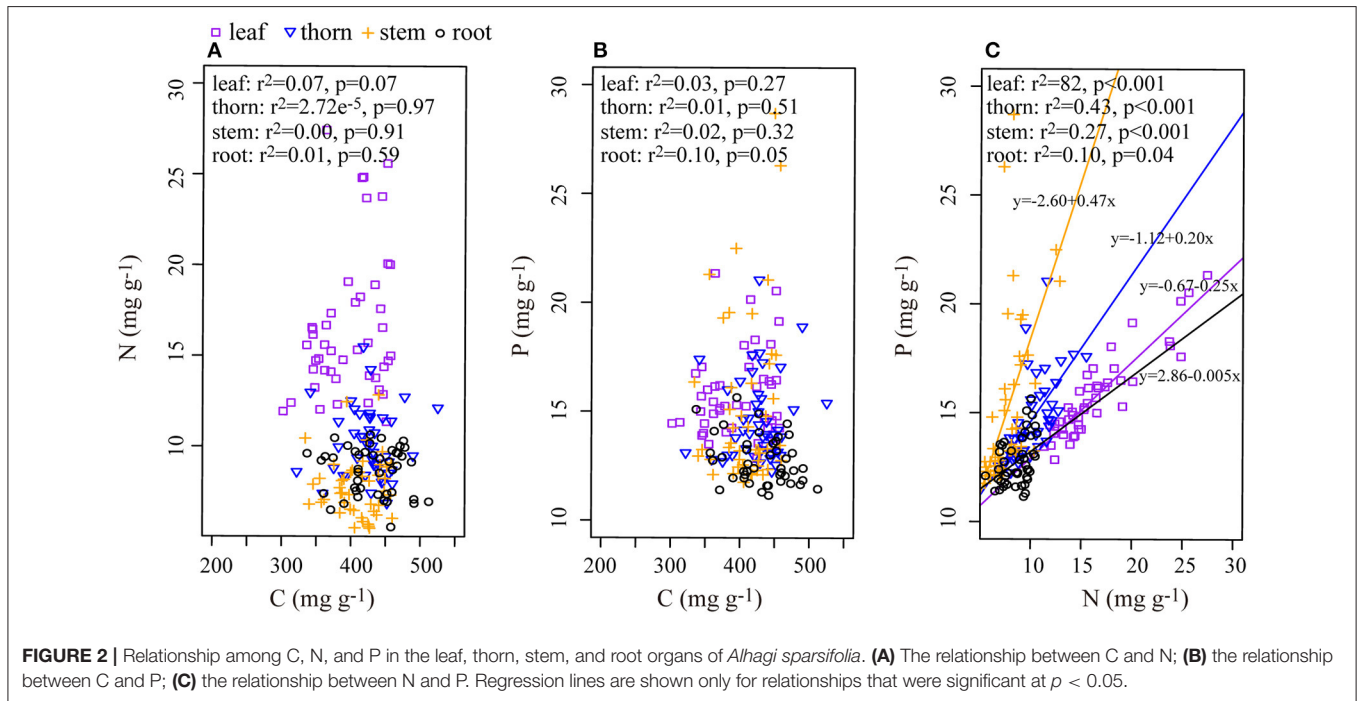 leaf thorn stem root
A
leaf: r²=0.07, p=0.07
thorn: r²=2.72e⁻⁵, p=0.97
stem: r²=0.00, p=0.91
root: r²=0.01, p=0.59
30
25
20
15
10
N (mg g⁻¹)
200 300 400 500
C (mg g⁻¹)
B
leaf: r²=0.03, p=0.27
thorn: r²=0.01, p=0.51
stem: r²=0.02, p=0.32
root: r²=0.10, p=0.05
30
25
20
15
10
P (mg g⁻¹)
200 300 400 500
C (mg g⁻¹)
C
leaf: r²=82, p<0.001
thorn: r²=0.43, p<0.001
stem: r²=0.27, p<0.001
root: r²=0.10, p=0.04
y=-2.60+0.47x
y=-1.12+0.20x
y=-0.67-0.25x
y=2.86-0.005x
30
25
20
15
10
P (mg g⁻¹)
10 15 20 25 30
N (mg g⁻¹)
FIGURE 2 | Relationship among C, N, and P in the leaf, thorn, stem, and root organs of Alhagi sparsifolia. (A) The relationship between C and N; (B) the relationship
between C and P; (C) the relationship between N and P. Regression lines are shown only for relationships that were significant at p < 0.05.